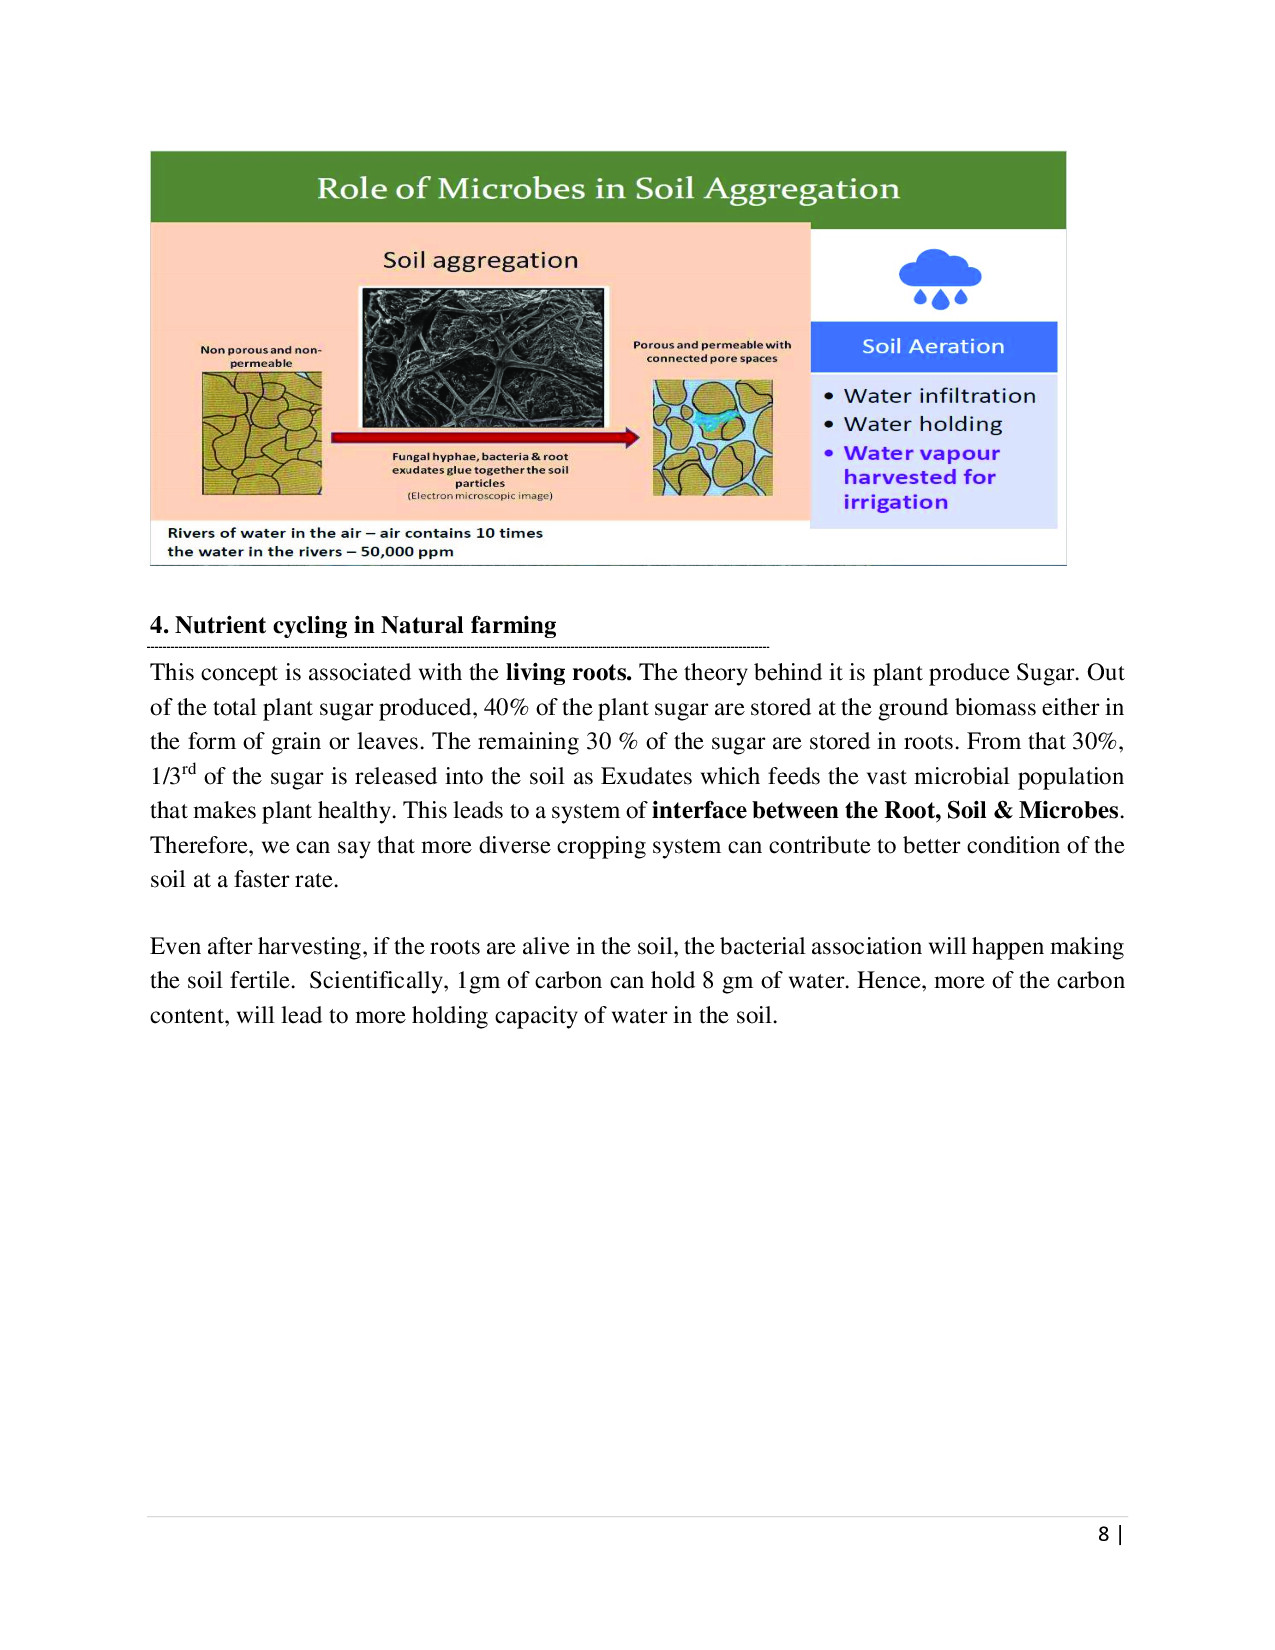 Role of Microbes in Soil Aggregation
Soil aggregation
Non porous and non-
permeable
Fungal hyphae, bacteria & root
exudates glue together the soil
particles
(Electron microscopic image)
Porous and permeable with
connected pore spaces
Soil Aeration
• Water infiltration
• Water holding
• Water vapour
harvested for
irrigation
Rivers of water in the air – air contains 10 times
the water in the rivers – 50,000 ppm
4. Nutrient cycling in Natural farming
This concept is associated with the living roots. The theory behind it is plant produce Sugar. Out
of the total plant sugar produced, 40% of the plant sugar are stored at the ground biomass either in
the form of grain or leaves. The remaining 30 % of the sugar are stored in roots. From that 30%,
1/3rd of the sugar is released into the soil as Exudates which feeds the vast microbial population
that makes plant healthy. This leads to a system of interface between the Root, Soil & Microbes.
Therefore, we can say that more diverse cropping system can contribute to better condition of the
soil at a faster rate.
Even after harvesting, if the roots are alive in the soil, the bacterial association will happen making
the soil fertile.  Scientifically, 1gm of carbon can hold 8 gm of water. Hence, more of the carbon
content, will lead to more holding capacity of water in the soil.
8 |